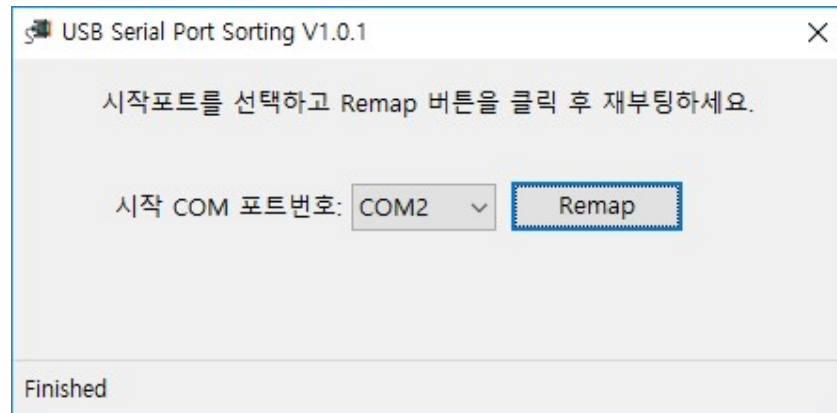 USB Serial Port Sorting V1.0.1
시작포트를 선택하고 Remap 버튼을 클릭 후 재부팅하세요.
시작 COM 포트번호: COM2 Remap
Finished